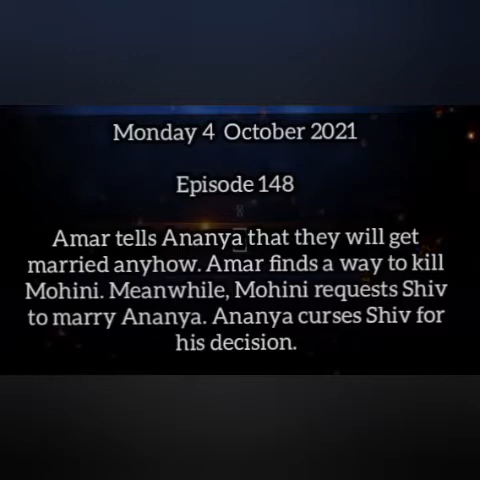 Monday 4 October 2021
Episode 148
Amar tells Ananya that they will get
married anyhow. Amar finds a way to kill
Mohini. Meanwhile, Mohini requests Shiv
to marry Ananya. Ananya curses Shiv for
his decision.